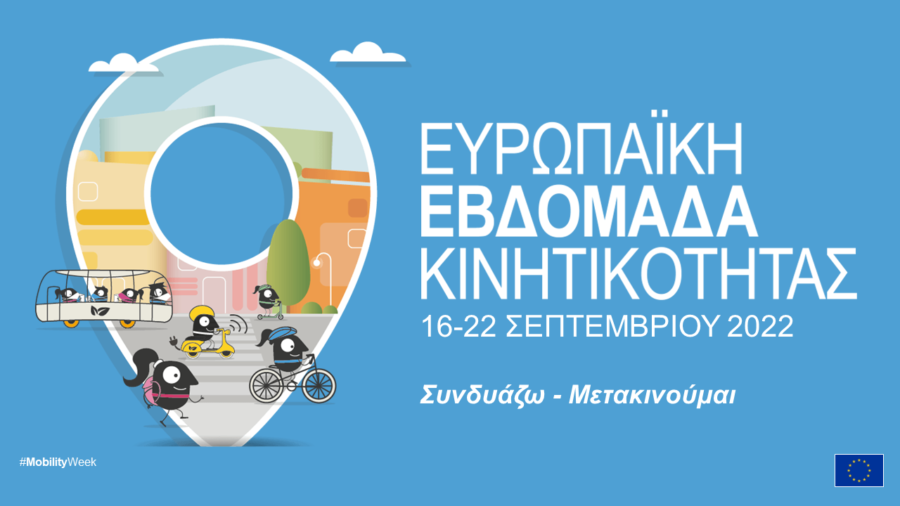 ΕΥΡΩΠΑΪΚΗ
ΕΒΔΟΜΑΔΑ
ΚΙΝΗΤΙΚΟΤΗΤΑΣ
16-22 ΣΕΠΤΕΜΒΡΙΟΥ 2022
Συνδυάζω - Μετακινούμαι
#MobilityWeek